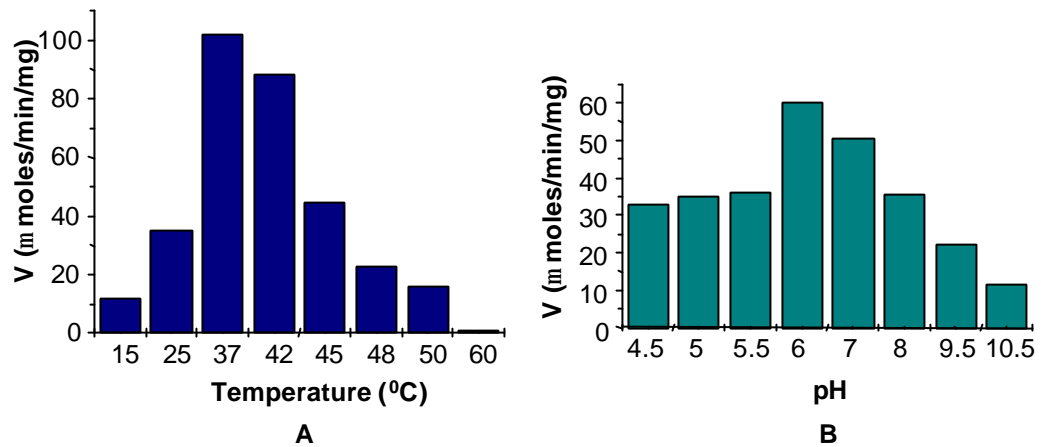 V (m moles/min/mg)
100
80
60
40
20
0
15 25 37 42 45 48 50 60
Temperature (⁰C)
A
V (m moles/min/mg)
60
50
40
30
20
10
0
4.5 5 5.5 6 7 8 9.5 10.5
pH
B